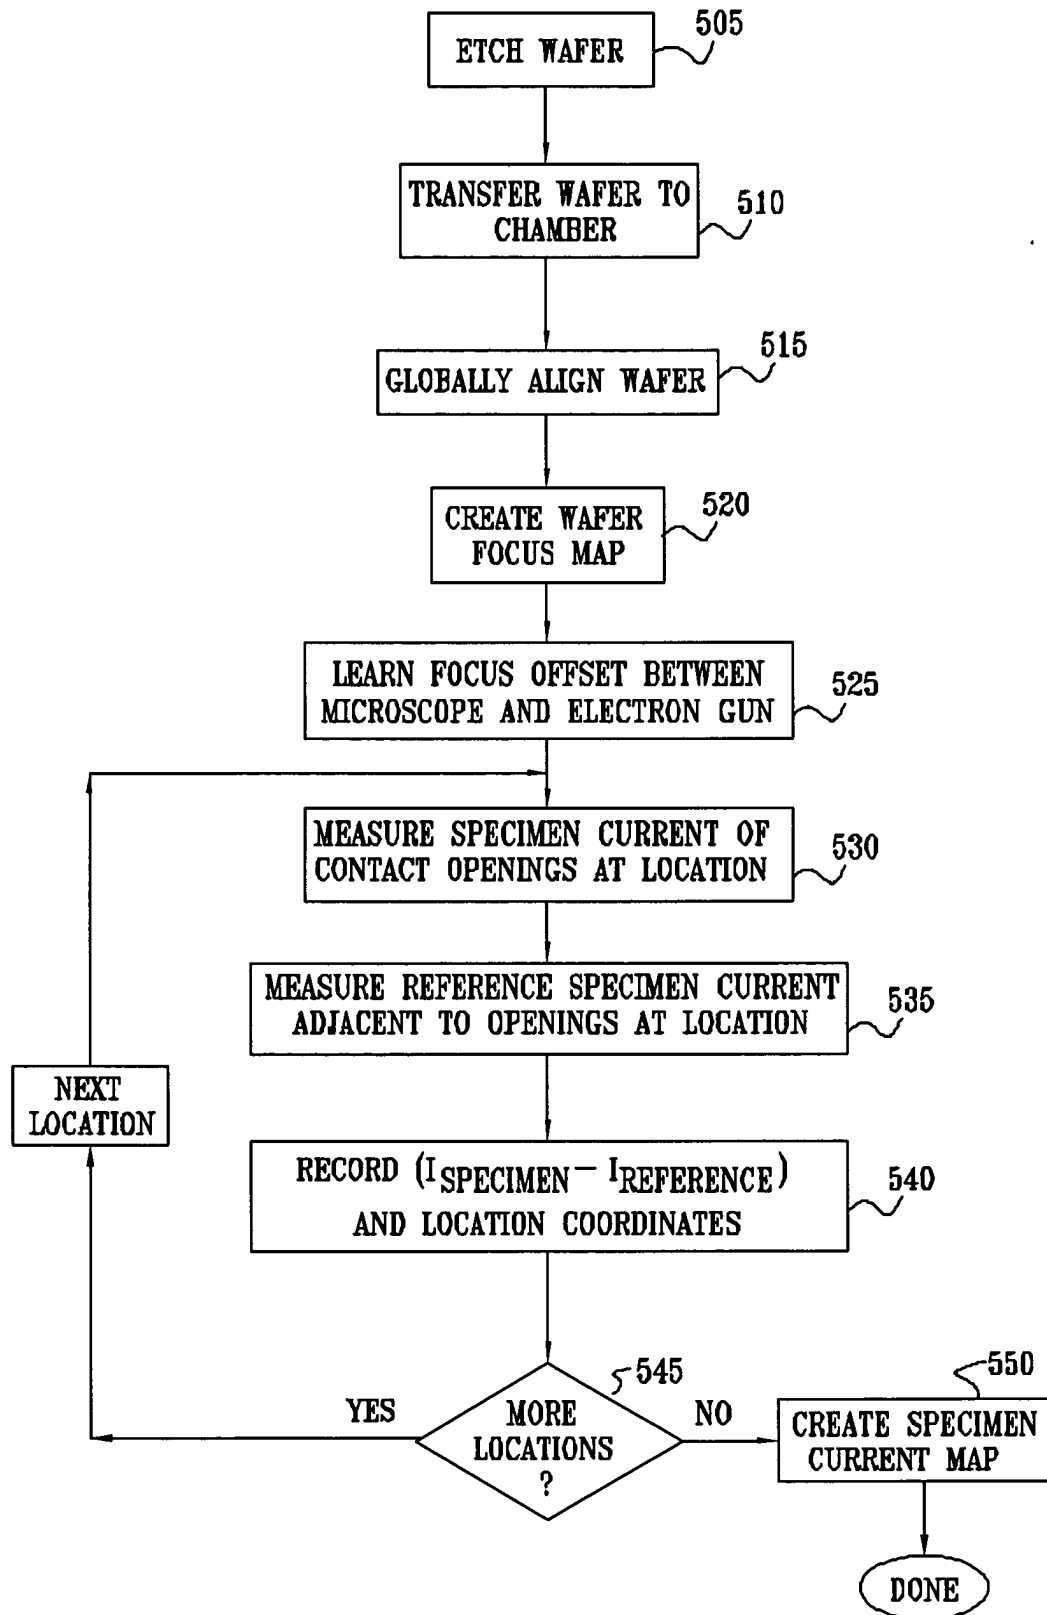 ETCH WAFER
505
TRANSFER WAFER TO
CHAMBER
510
GLOBALLY ALIGN WAFER
515
CREATE WAFER
FOCUS MAP
520
LEARN FOCUS OFFSET BETWEEN
MICROSCOPE AND ELECTRON GUN
525
MEASURE SPECIMEN CURRENT OF
CONTACT OPENINGS AT LOCATION
530
MEASURE REFERENCE SPECIMEN CURRENT
ADJACENT TO OPENINGS AT LOCATION
535
NEXT
LOCATION
RECORD (I SPECIMEN − I REFERENCE)
AND LOCATION COORDINATES
540
MORE
LOCATIONS
?
545
YES
NO
CREATE SPECIMEN
CURRENT MAP
550
DONE